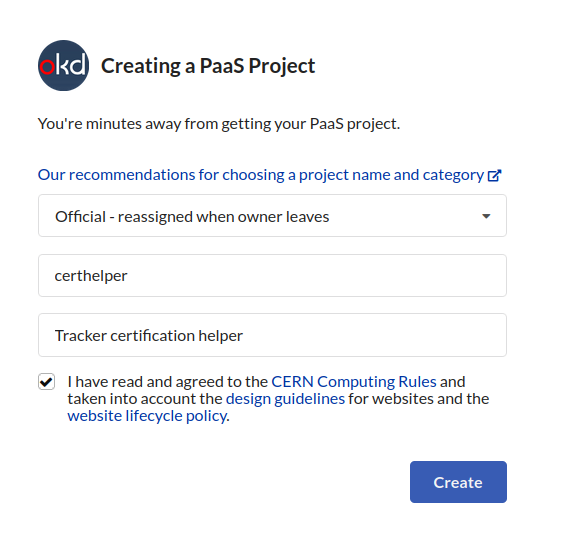 okd
Creating a PaaS Project
You're minutes away from getting your PaaS project.
Our recommendations for choosing a project name and category
Official - reassigned when owner leaves
certhelper
Tracker certification helper
I have read and agreed to the CERN Computing Rules and
taken into account the design guidelines for websites and the
website lifecycle policy.
Create